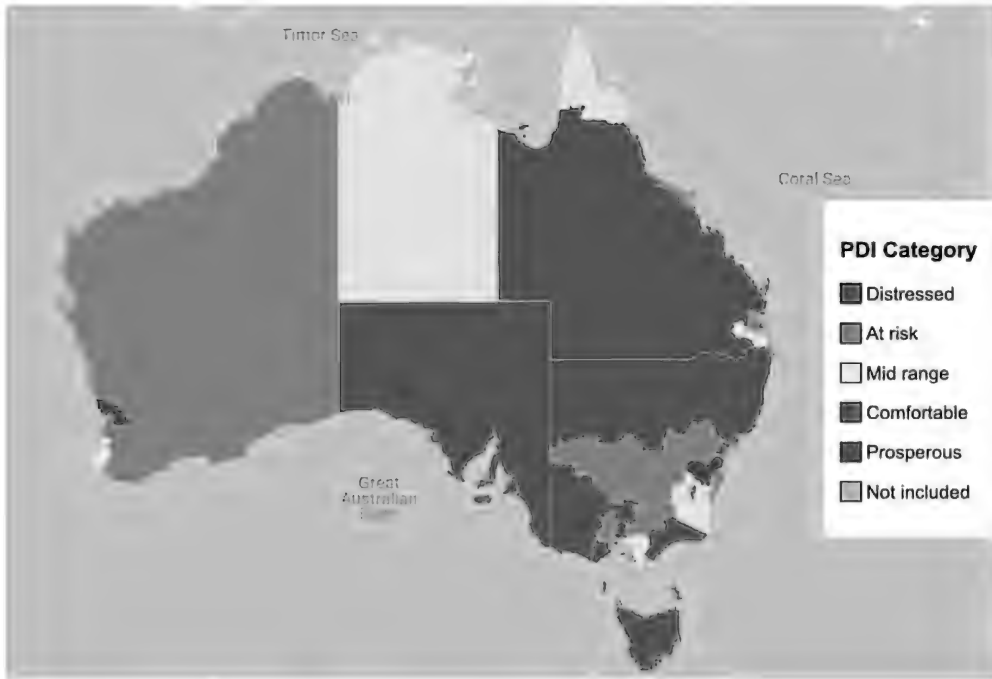 Timor Sea
Coral Sea
PDI Category
Distressed
At risk
Mid range
Comfortable
Prosperous
Not included
Great
Australian